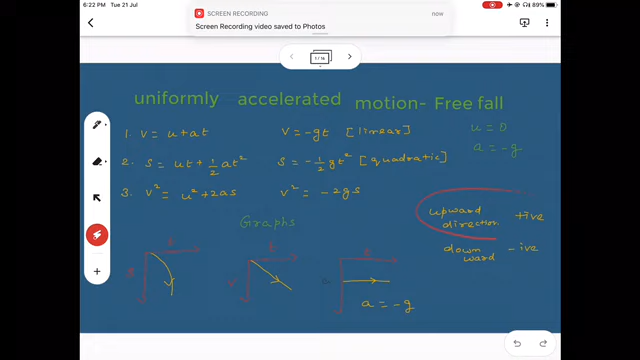 6:22 PM Tue 21 Jul
89%
SCREEN RECORDING
now
Screen Recording video saved to Photos
1/16
uniformly accelerated motion- Free fall
1. v = u + at
v = -gt [linear]
u = 0
a = -g
2. s = ut + 1/2 at²
s = -1/2 gt² [quadratic]
3. v² = u² + 2as
v² = -2gs
upward direction +ive
downward -ive
Graphs
t
t
t
v
a = -g